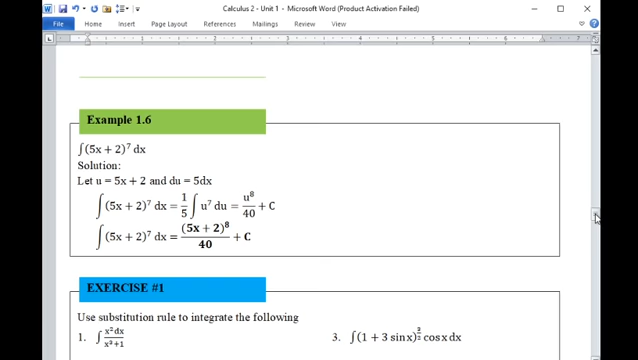 Calculus 2 - Unit 1 - Microsoft Word (Product Activation Failed)
File Home Insert Page Layout References Mailings Review View
Example 1.6
∫(5x + 2)⁷ dx
Solution:
Let u = 5x + 2 and du = 5dx
∫(5x + 2)⁷ dx = 1/5 ∫ u⁷ du = u⁸/40 + C
∫(5x + 2)⁷ dx = (5x + 2)⁸/40 + C
EXERCISE #1
Use substitution rule to integrate the following
1. ∫ x²dx/x³+1 3. ∫(1 + 3 sin x)^(3/2) cos x dx